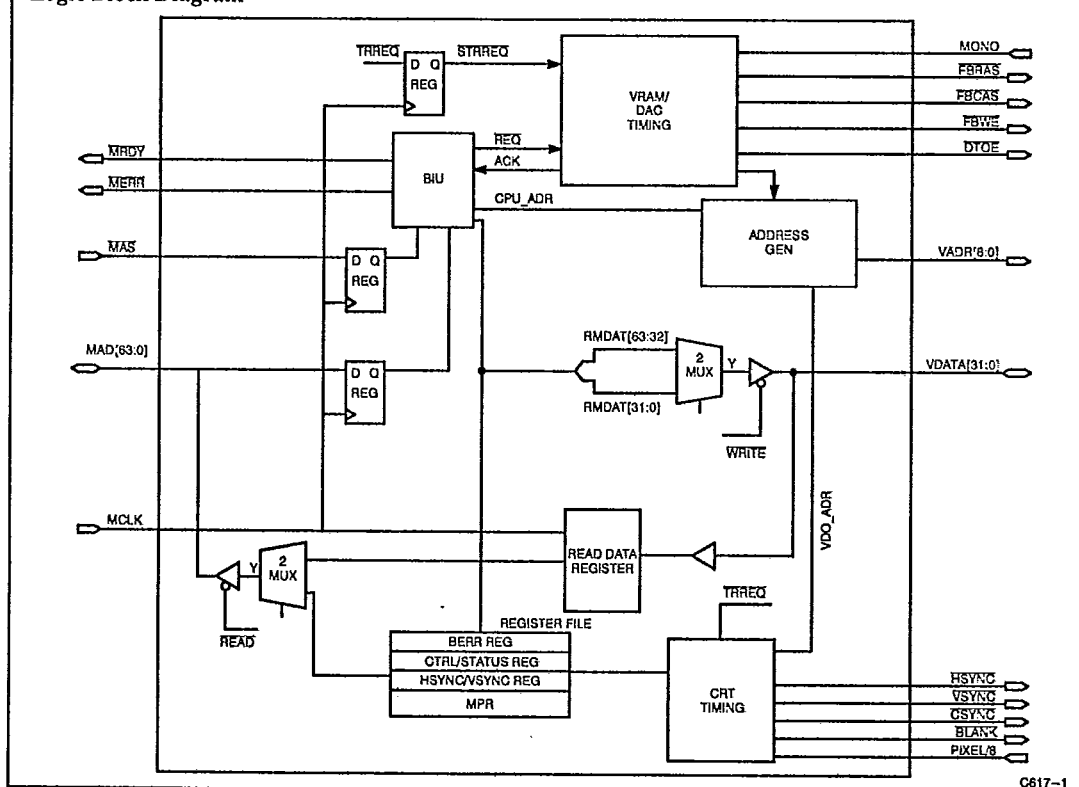 TRREQ
D Q
REG
STRREQ
VRAM/
DAC
TIMING
MONO
FBRAS
FBCAS
FBWE
DTOE
MRDY
MERR
BIU
REQ
ACK
CPU_ADR
ADDRESS
GEN
VADR[8:0]
MAS
D Q
REG
MAD[63:0]
D Q
REG
RMDAT[63:32]
RMDAT[31:0]
2
MUX
Y
VDATA[31:0]
WRITE
MCLK
READ DATA
REGISTER
VDO_ADR
2
MUX
Y
READ
REGISTER FILE
BERR REG
CTRL/STATUS REG
HSYNC/VSYNC REG
MPR
TRREQ
CRT
TIMING
HSYNC
VSYNC
CSYNC
BLANK
PIXEL/8
C617-1